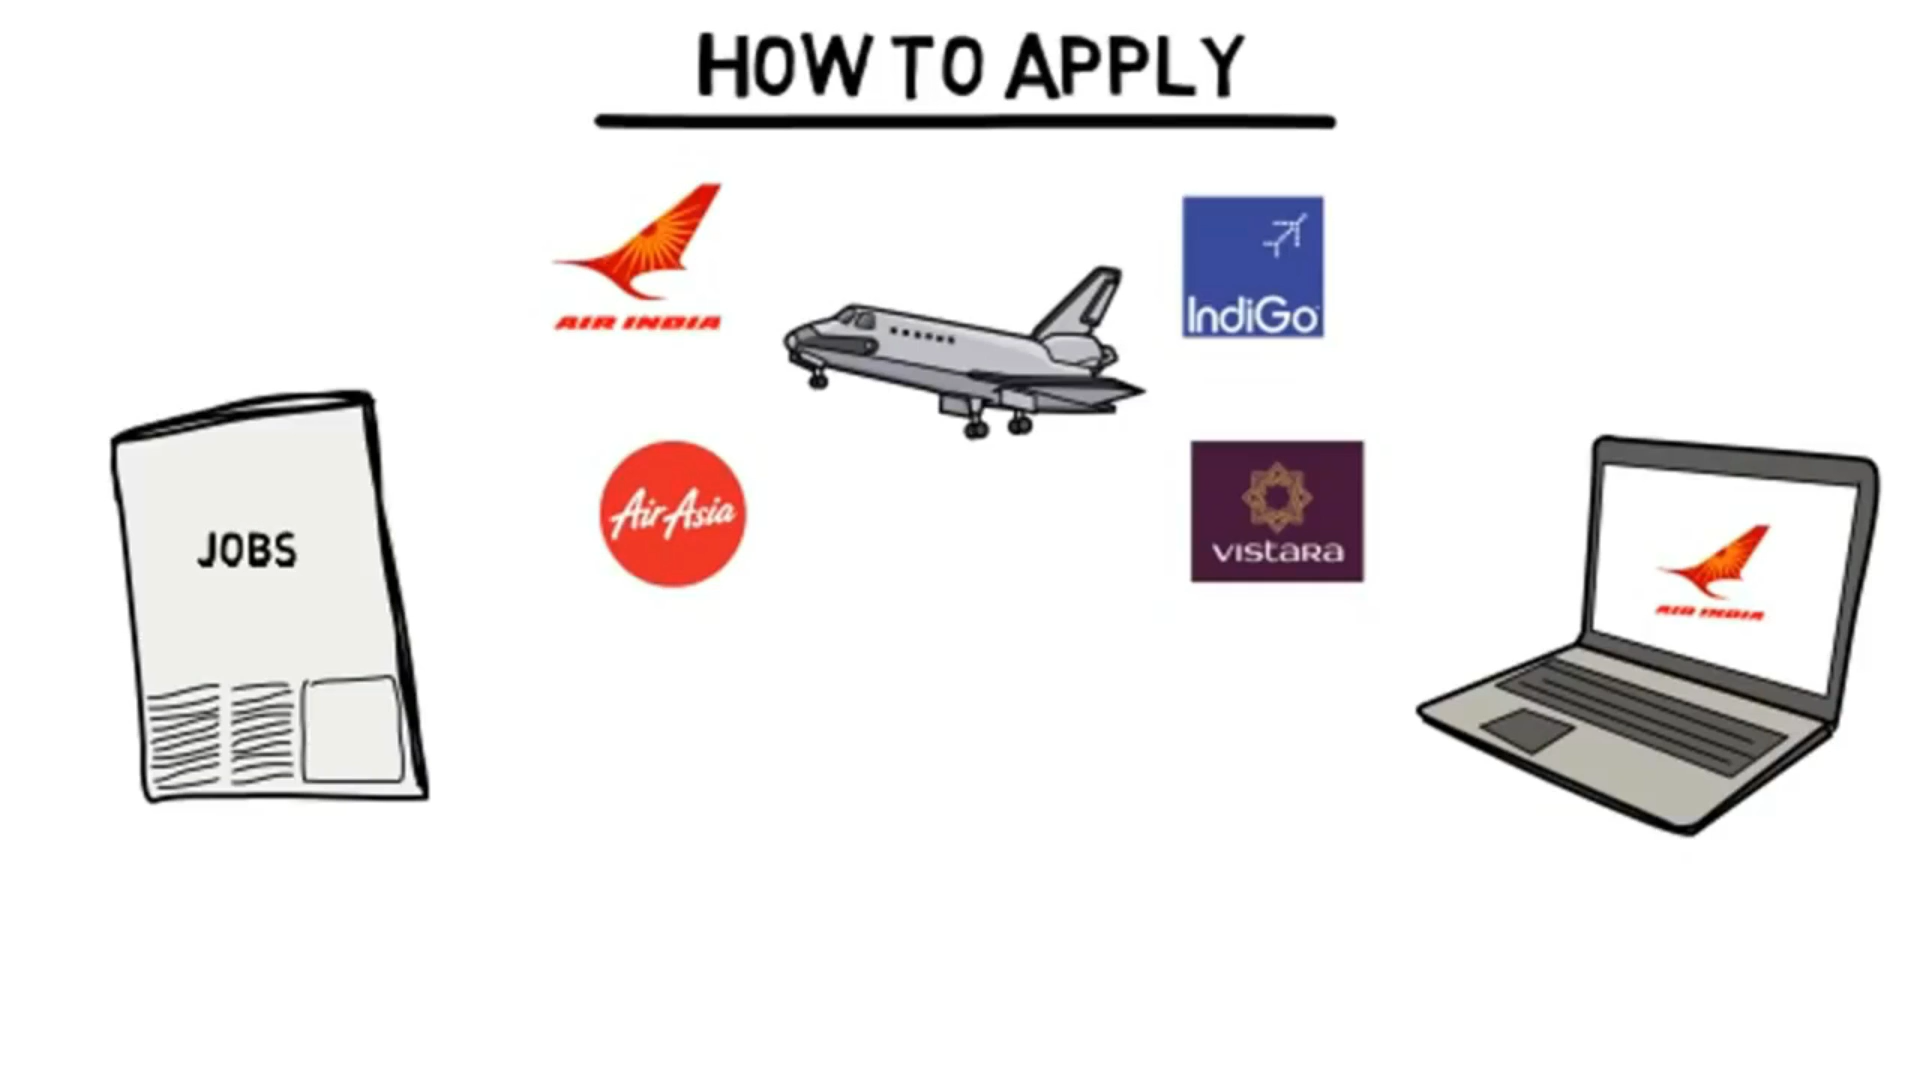 HOW TO APPLY
AIR INDIA
IndiGo
JOBS
AirAsia
VISTARA
AIR INDIA